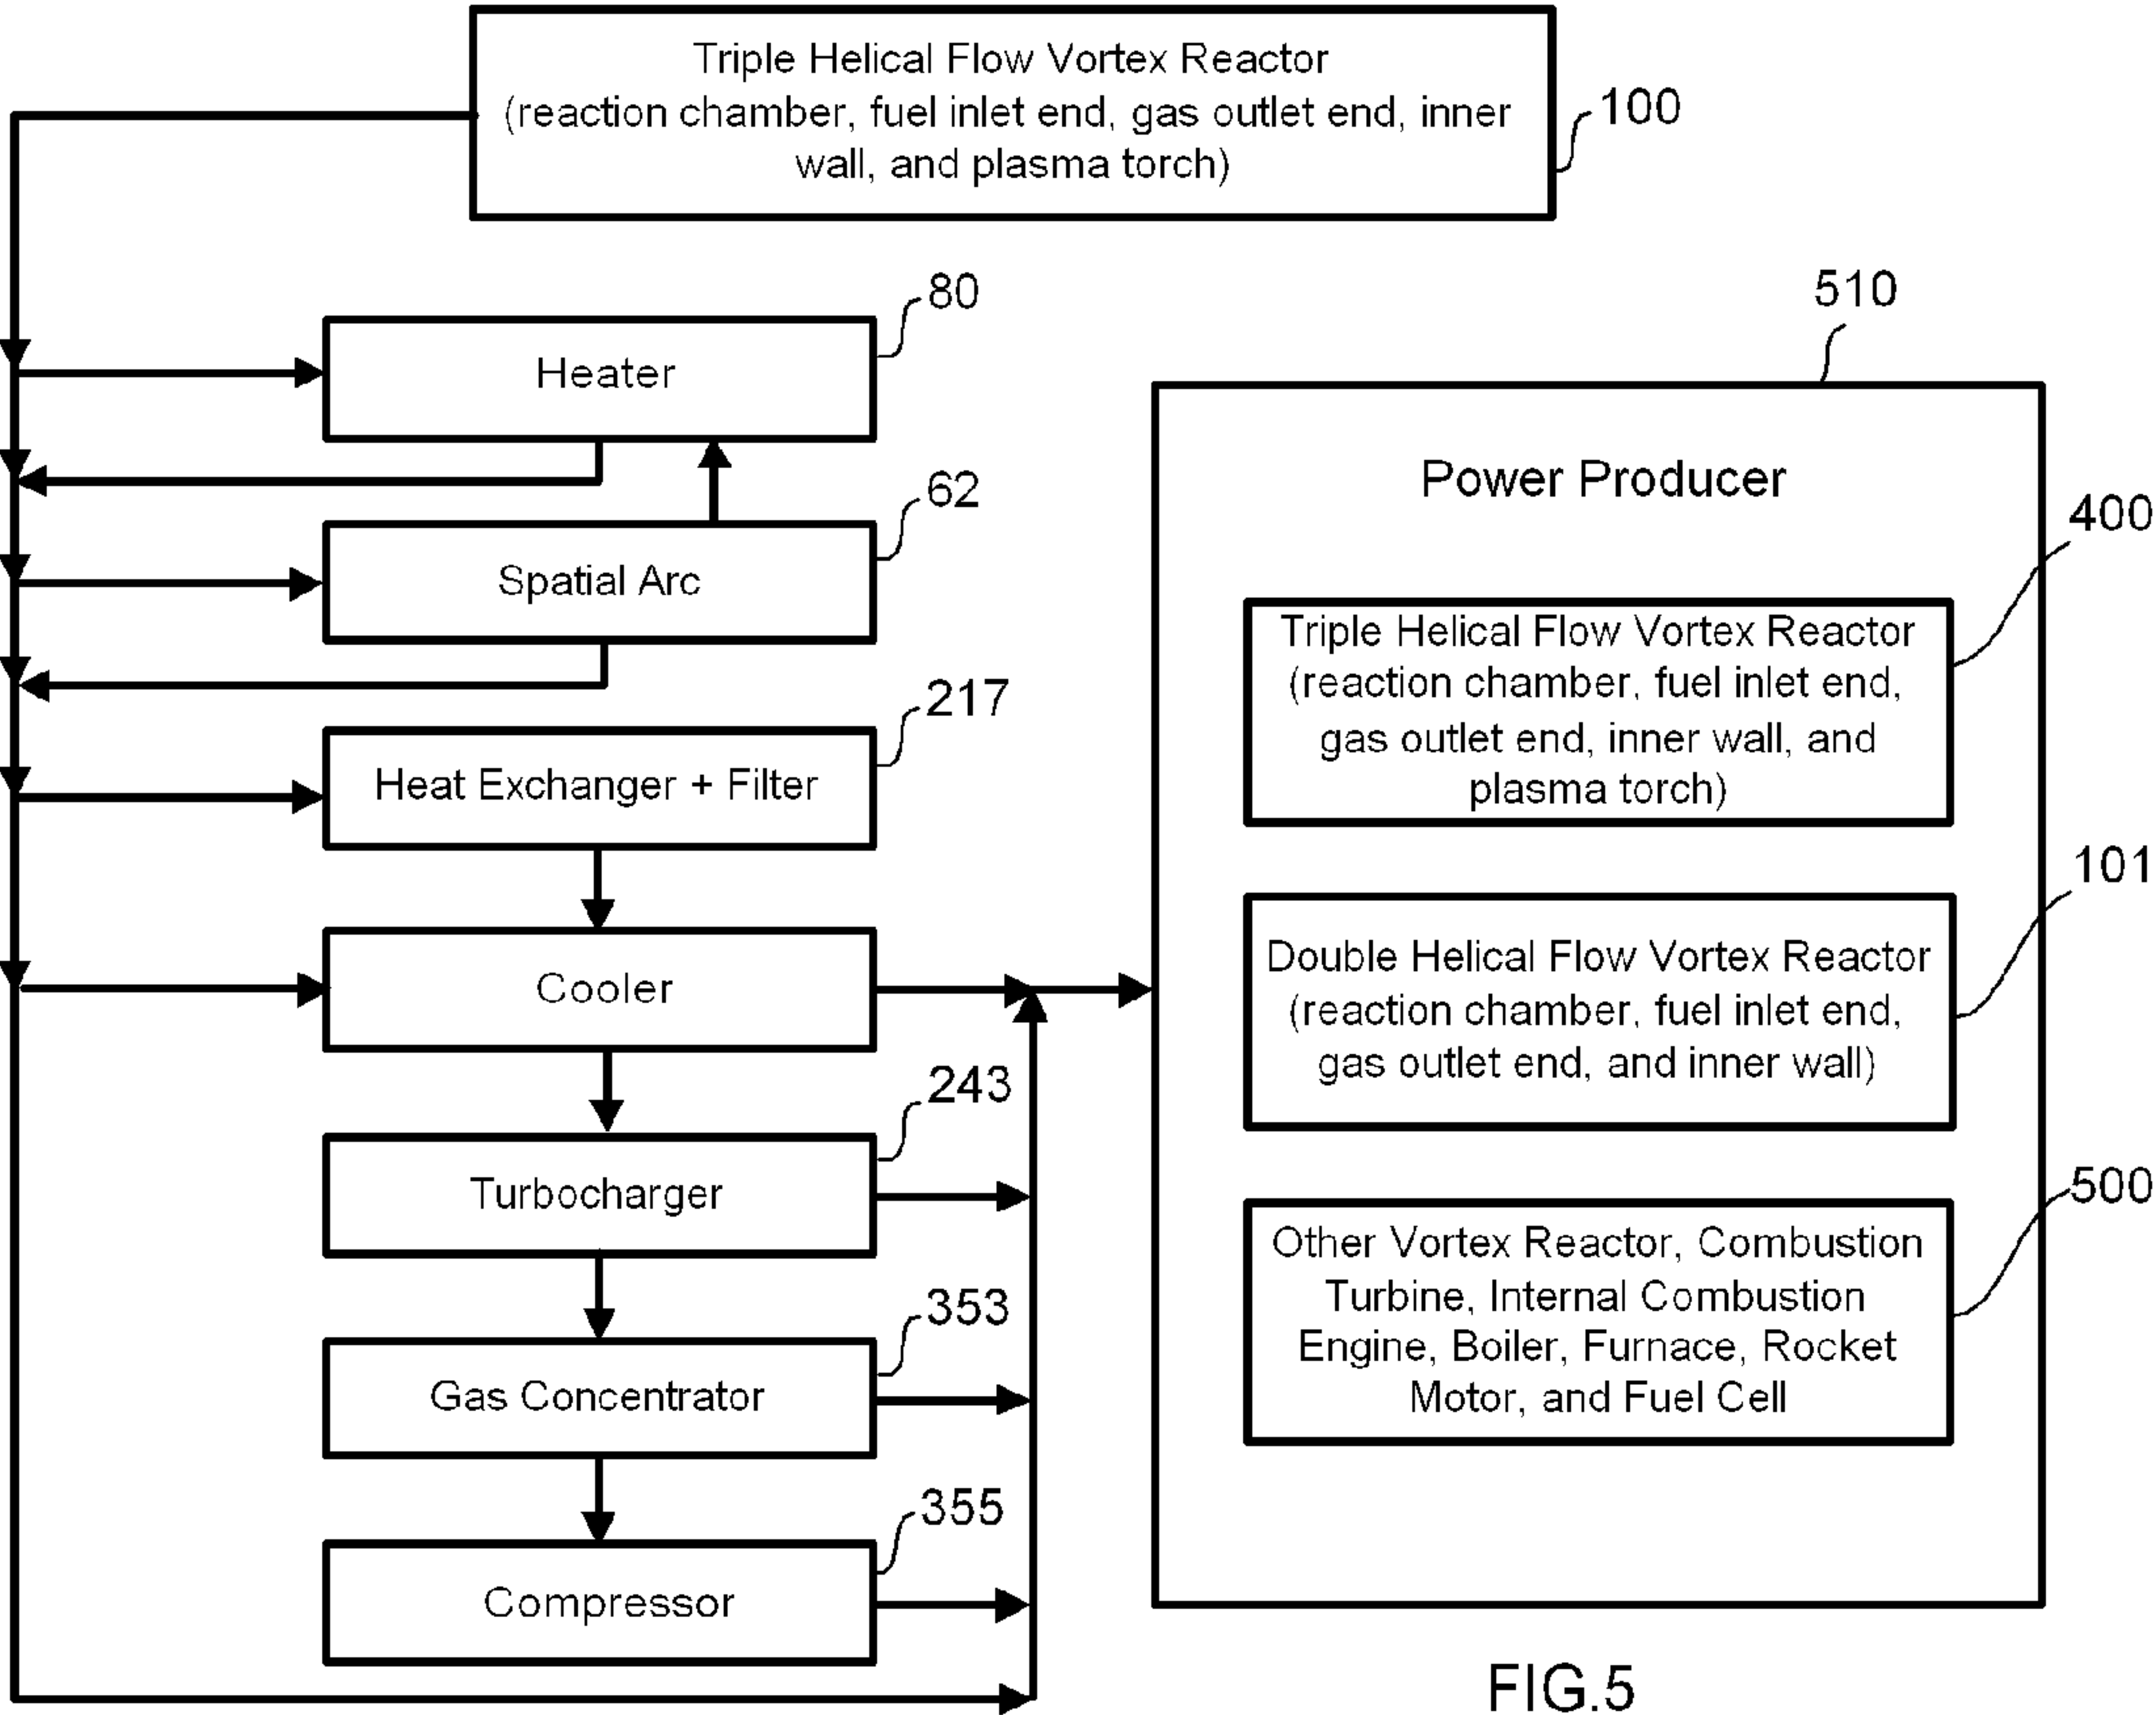 Triple Helical Flow Vortex Reactor
(reaction chamber, fuel inlet end, gas outlet end, inner
wall, and plasma torch)
100
80
Heater
62
Spatial Arc
217
Heat Exchanger + Filter
Cooler
243
Turbocharger
353
Gas Concentrator
355
Compressor
510
Power Producer
400
Triple Helical Flow Vortex Reactor
(reaction chamber, fuel inlet end,
gas outlet end, inner wall, and
plasma torch)
101
Double Helical Flow Vortex Reactor
(reaction chamber, fuel inlet end,
gas outlet end, and inner wall)
500
Other Vortex Reactor, Combustion
Turbine, Internal Combustion
Engine, Boiler, Furnace, Rocket
Motor, and Fuel Cell
FIG.5